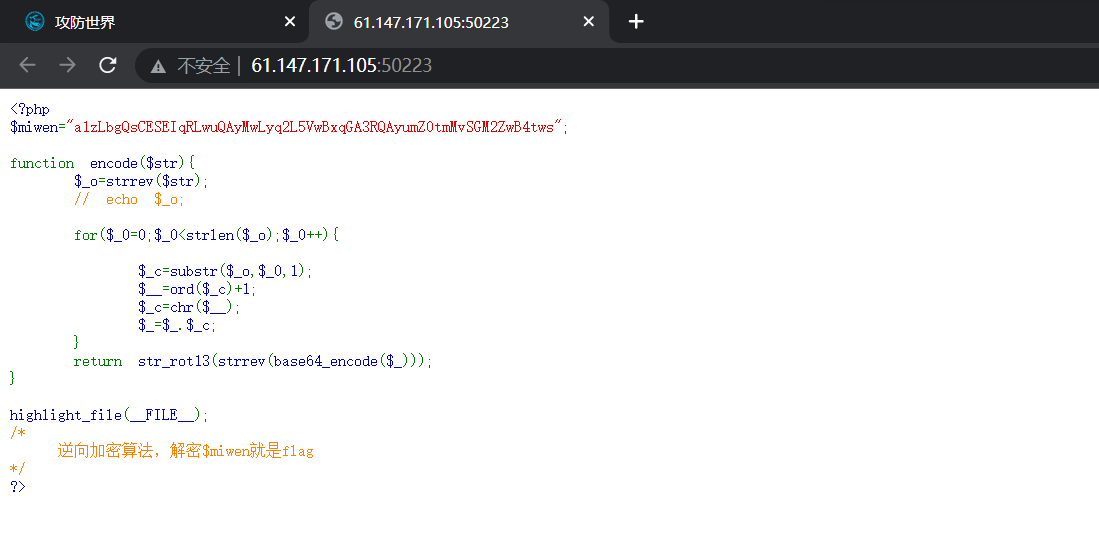 攻防世界
61.147.171.105:50223
不安全 | 61.147.171.105:50223
<?php
$miwen="a1zLbgQsCESEIqRLwuQAyMwLyq2L5VwBxqGA3RQAyumZ0tmMvSGM2ZwB4tws";
function encode($str){
$_o=strrev($str);
// echo $_o;
for($_0=0;$_0<strlen($_o);$_0++){
$_c=substr($_o,$_0,1);
$__=ord($_c)+1;
$_c=chr($__);
$_=$_.$_c;
}
return str_rot13(strrev(base64_encode($_)));
}
highlight_file(__FILE__);
/*
逆向加密算法，解密$miwen就是flag
*/
?>